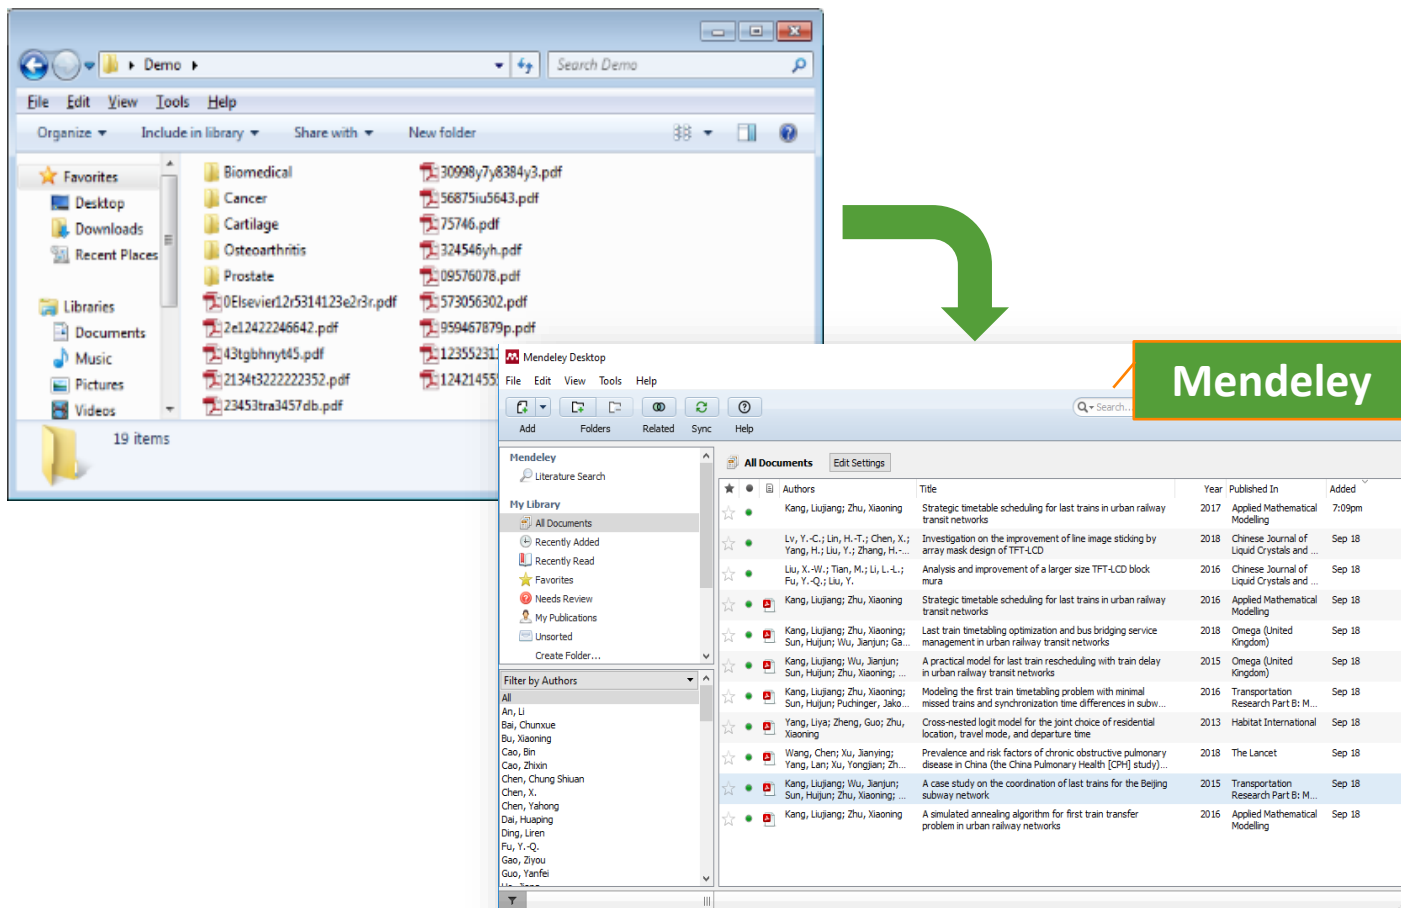 Demo
Search Demo
File Edit View Tools Help
Organize Include in library Share with New folder
Favorites
Desktop
Downloads
Recent Places
Libraries
Documents
Music
Pictures
Videos
Biomedical
Cancer
Cartilage
Osteoarthritis
Prostate
0Elsevier12r5314123e2r3r.pdf
2e12422246642.pdf
43tgbhnyt45.pdf
2134t3222222352.pdf
23453tra3457db.pdf
30998y7y8384y3.pdf
56875iu5643.pdf
75746.pdf
324546yh.pdf
09576078.pdf
573056302.pdf
959467879p.pdf
19 items
Mendeley Desktop
File Edit View Tools Help
Add Folders Related Sync Help
Search...
Mendeley
Mendeley
Literature Search
My Library
All Documents
Recently Added
Recently Read
Favorites
Needs Review
My Publications
Unsorted
Create Folder...
Filter by Authors
All
An, Li
Bai, Chunxue
Bu, Xiaoning
Cao, Bin
Cao, Zhixin
Chen, Chung Shiuan
Chen, X.
Chen, Yahong
Dai, Huaping
Ding, Liren
Fu, Y.-Q.
Gao, Ziyou
Guo, Yanfei
All Documents Edit Settings
Authors Title Year Published In Added
Kang, Liujiang; Zhu, Xiaoning Strategic timetable scheduling for last trains in urban railway 2017 Applied Mathematical 7:09pm
transit networks Modelling
Lv, Y.-C.; Lin, H.-T.; Chen, X.; Investigation on the improvement of line image sticking by 2018 Chinese Journal of Sep 18
Yang, H.; Liu, Y.; Zhang, H.-... array mask design of TFT-LCD Liquid Crystals and ...
Liu, X.-W.; Tian, M.; Li, L.-L.; Analysis and improvement of a larger size TFT-LCD block 2016 Chinese Journal of Sep 18
Fu, Y.-Q.; Liu, Y. mura Liquid Crystals and ...
Kang, Liujiang; Zhu, Xiaoning Strategic timetable scheduling for last trains in urban railway 2016 Applied Mathematical Sep 18
transit networks Modelling
Kang, Liujiang; Zhu, Xiaoning; Last train timetabling optimization and bus bridging service 2018 Omega (United Sep 18
Sun, Huijun; Wu, Jianjun; Ga... management in urban railway transit networks Kingdom)
Kang, Liujiang; Wu, Jianjun; A practical model for last train rescheduling with train delay 2015 Omega (United Sep 18
Sun, Huijun; Zhu, Xiaoning; ... in urban railway transit networks Kingdom)
Kang, Liujiang; Zhu, Xiaoning; Modeling the first train timetabling problem with minimal 2016 Transportation Sep 18
Sun, Huijun; Puchinger, Jako... missed trains and synchronization time differences in subw... Research Part B: M...
Yang, Liya; Zheng, Guo; Zhu, Cross-nested logit model for the joint choice of residential 2013 Habitat International Sep 18
Xiaoning location, travel mode, and departure time
Wang, Chen; Xu, Jianying; Prevalence and risk factors of chronic obstructive pulmonary 2018 The Lancet Sep 18
Yang, Lan; Xu, Yongjian; Zh... disease in China (the China Pulmonary Health [CPH] study)...
Kang, Liujiang; Wu, Jianjun; A case study on the coordination of last trains for the Beijing 2015 Transportation Sep 18
Sun, Huijun; Zhu, Xiaoning; ... subway network Research Part B: M...
Kang, Liujiang; Zhu, Xiaoning A simulated annealing algorithm for first train transfer 2016 Applied Mathematical Sep 18
problem in urban railway networks Modelling